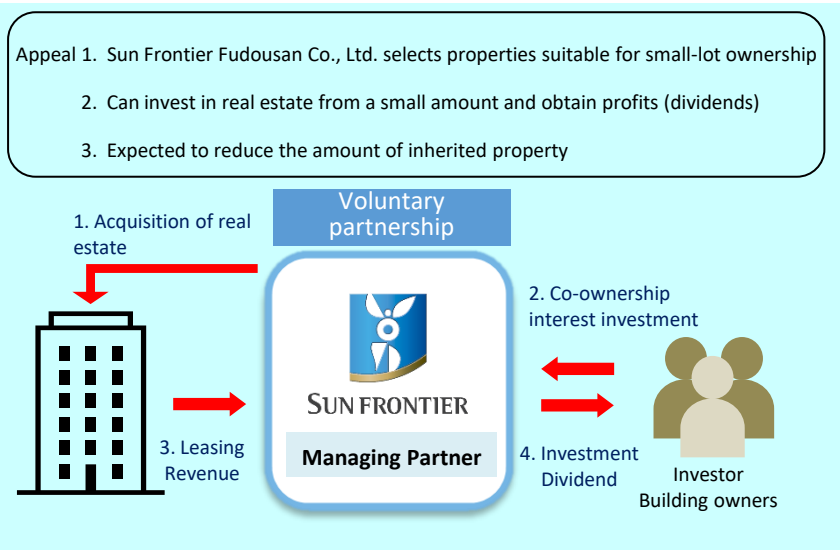 Appeal 1. Sun Frontier Fudousan Co., Ltd. selects properties suitable for small-lot ownership
2. Can invest in real estate from a small amount and obtain profits (dividends)
3. Expected to reduce the amount of inherited property
Voluntary
partnership
1. Acquisition of real
estate
2. Co-ownership
interest investment
SUN FRONTIER
Managing Partner
3. Leasing
Revenue
4. Investment
Dividend
Investor
Building owners